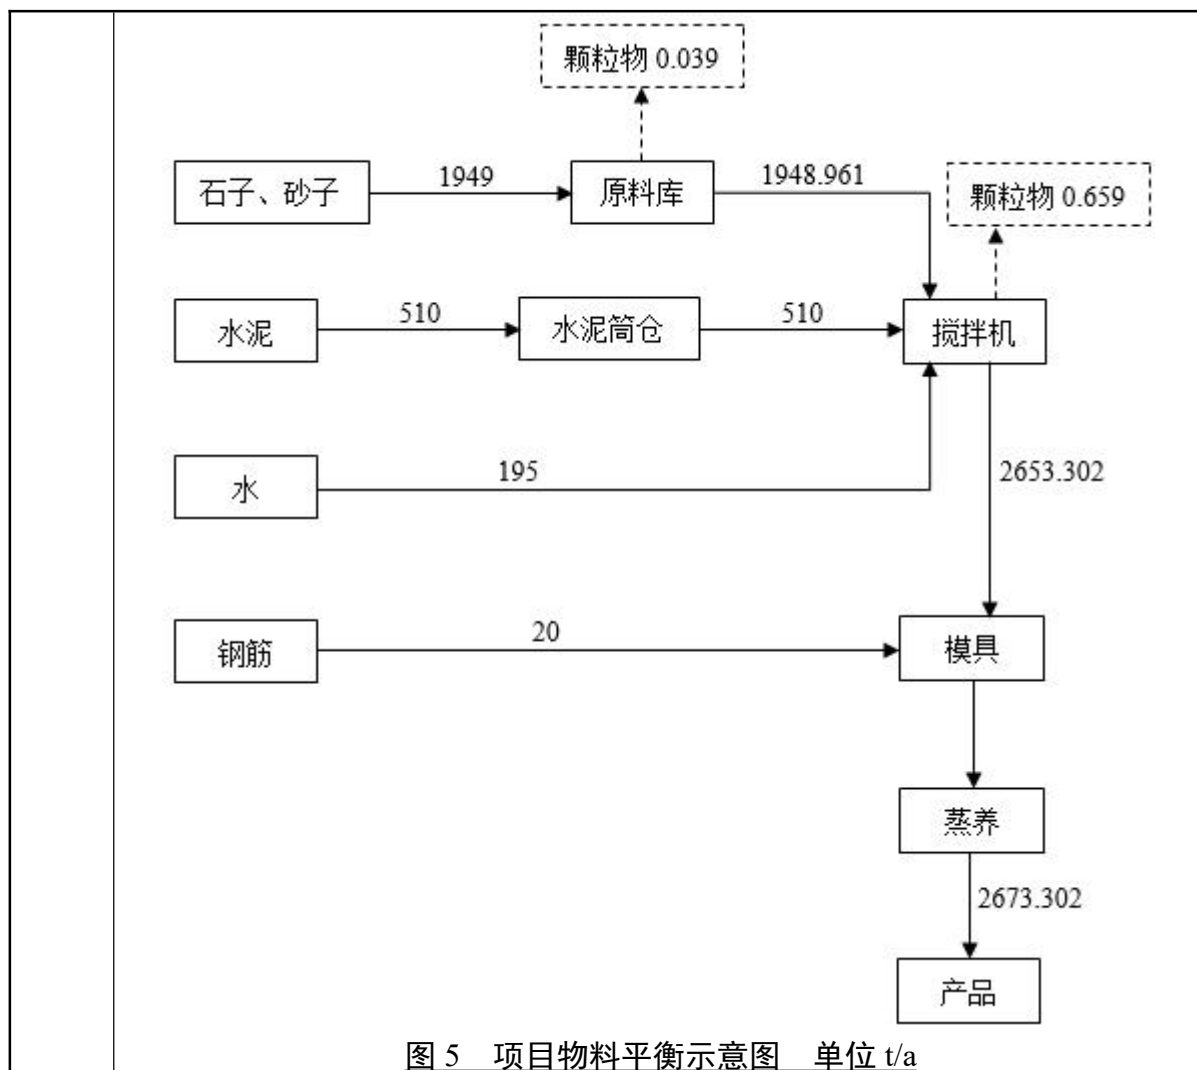 颗粒物 0.039
石子、砂子
1949
原料库
1948.961
颗粒物 0.659
水泥
510
水泥筒仓
510
搅拌机
水
195
2653.302
钢筋
20
模具
蒸养
2673.302
产品
图 5 项目物料平衡示意图 单位 t/a